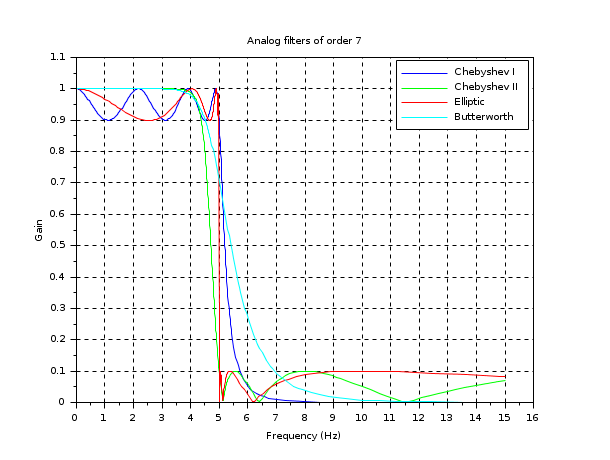 Analog filters of order 7
Chebyshev I
Chebyshev II
Elliptic
Butterworth
Gain
1.1
1
0.9
0.8
0.7
0.6
0.5
0.4
0.3
0.2
0.1
0
0 1 2 3 4 5 6 7 8 9 10 11 12 13 14 15 16
Frequency (Hz)